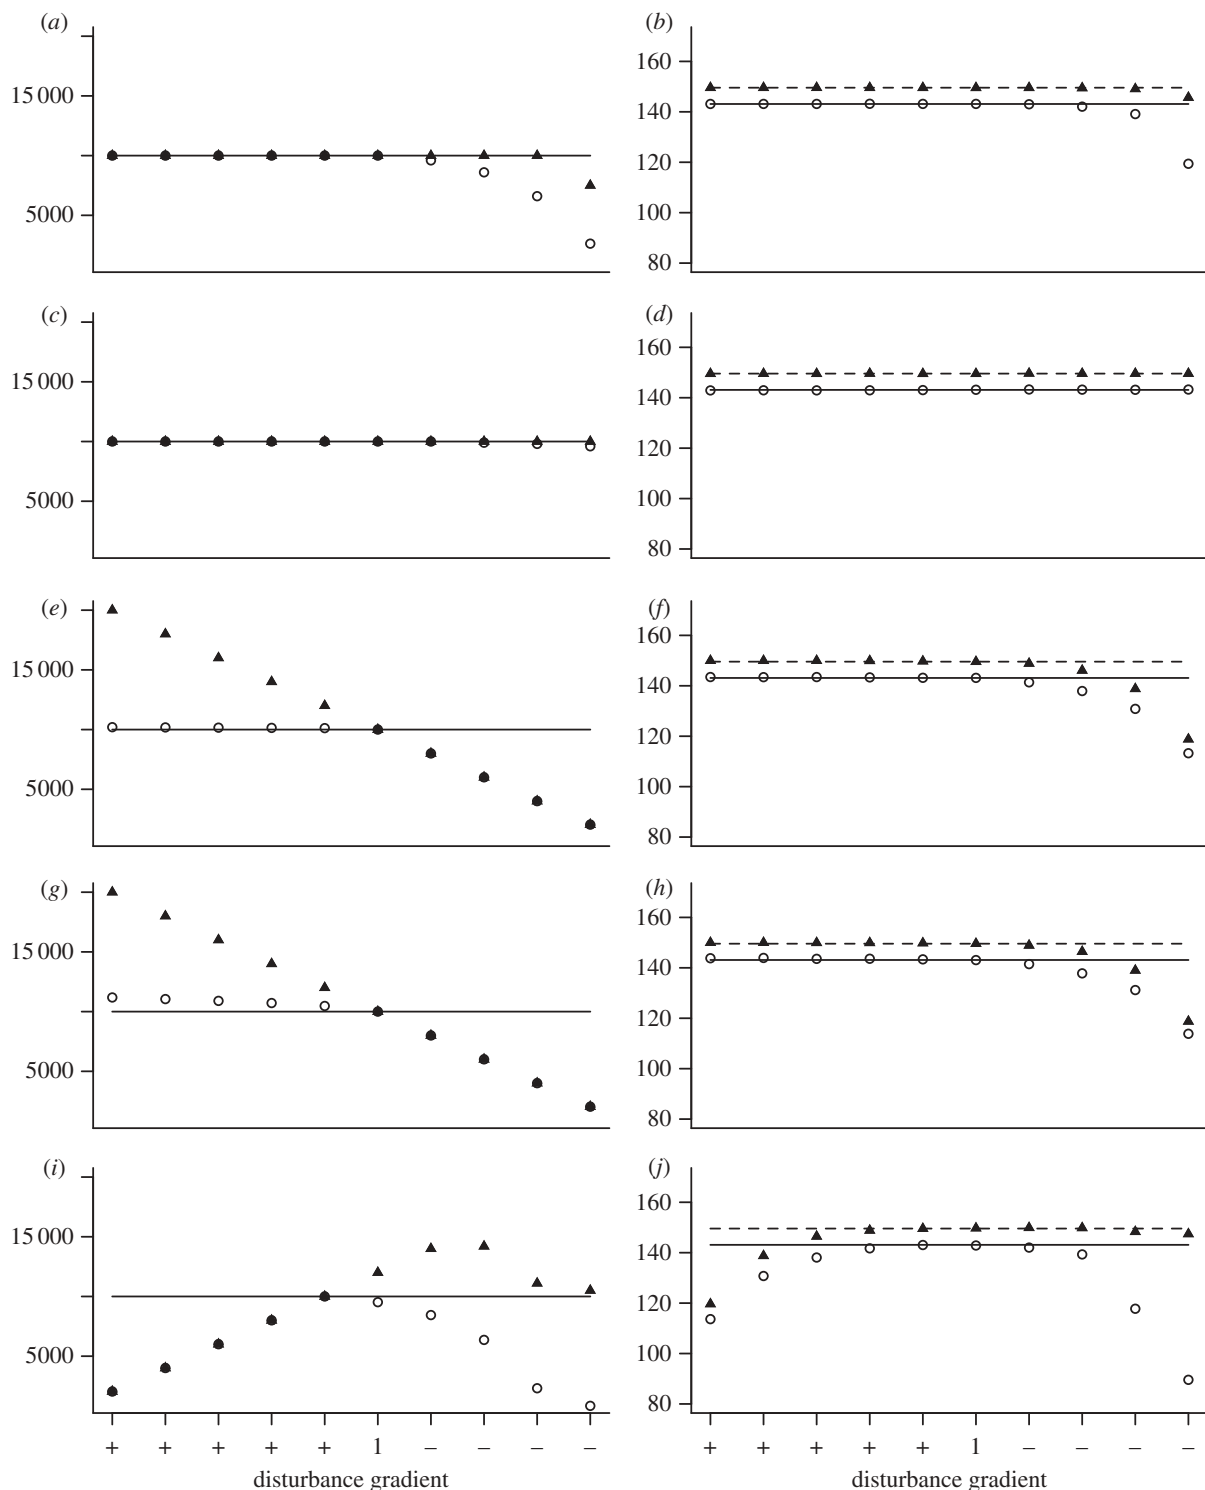 (a)
15 000
5000
(b)
160
140
120
100
80
(c)
15 000
5000
(d)
160
140
120
100
80
(e)
15 000
5000
(f)
160
140
120
100
80
(g)
15 000
5000
(h)
160
140
120
100
80
(i)
15 000
5000
+ + + + + 1 – – – –
disturbance gradient
(j)
160
140
120
100
80
+ + + + + 1 – – – –
disturbance gradient